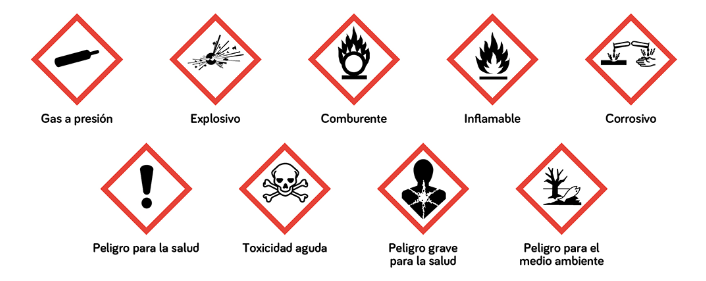 Gas a presión
Explosivo
Comburente
Inflamable
Corrosivo
Peligro para la salud
Toxicidad aguda
Peligro grave
para la salud
Peligro para el
medio ambiente